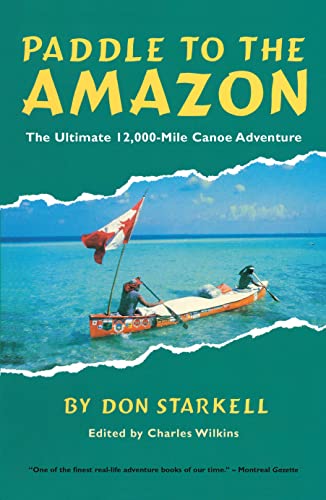 PADDLE TO THE
AMAZON
The Ultimate 12,000-Mile Canoe Adventure
BY DON STARKELL
Edited by Charles Wilkins
"One of the finest real-life adventure books of our time." – Montreal Gazette